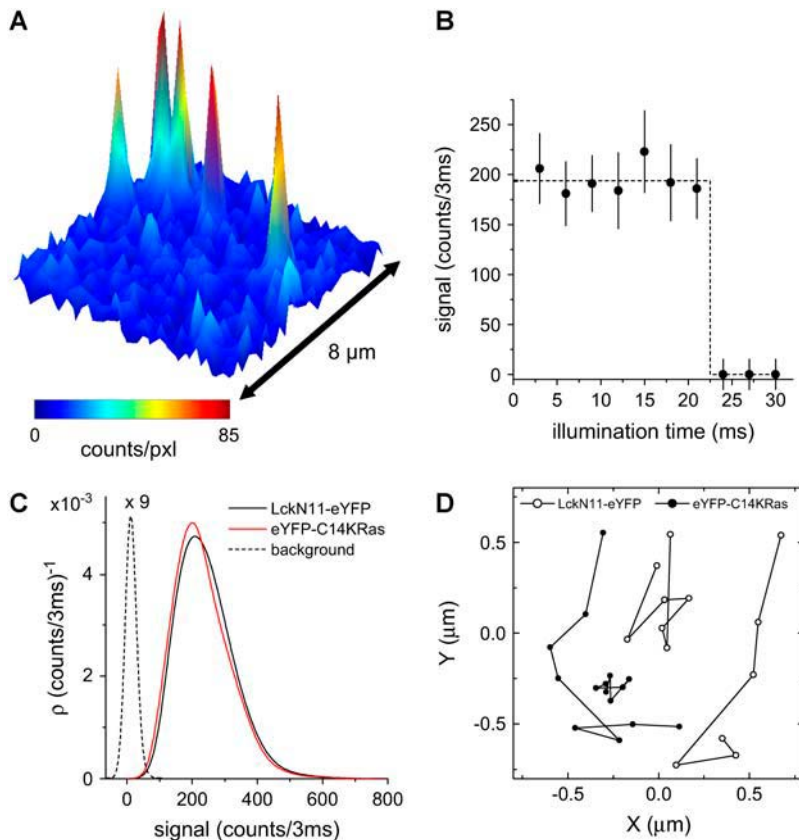 A
8 μm
0 85
counts/pxl
B
signal (counts/3ms)
250
200
150
100
50
0
0 5 10 15 20 25 30
illumination time (ms)
C
x10⁻³ x 9
LckN11-eYFP
eYFP-C14KRas
background
ρ (counts/3ms)⁻¹
4
2
0
0 200 400 600 800
signal (counts/3ms)
D
LckN11-eYFP eYFP-C14KRas
Y (μm)
0.5
0.0
-0.5
-0.5 0.0 0.5
X (μm)